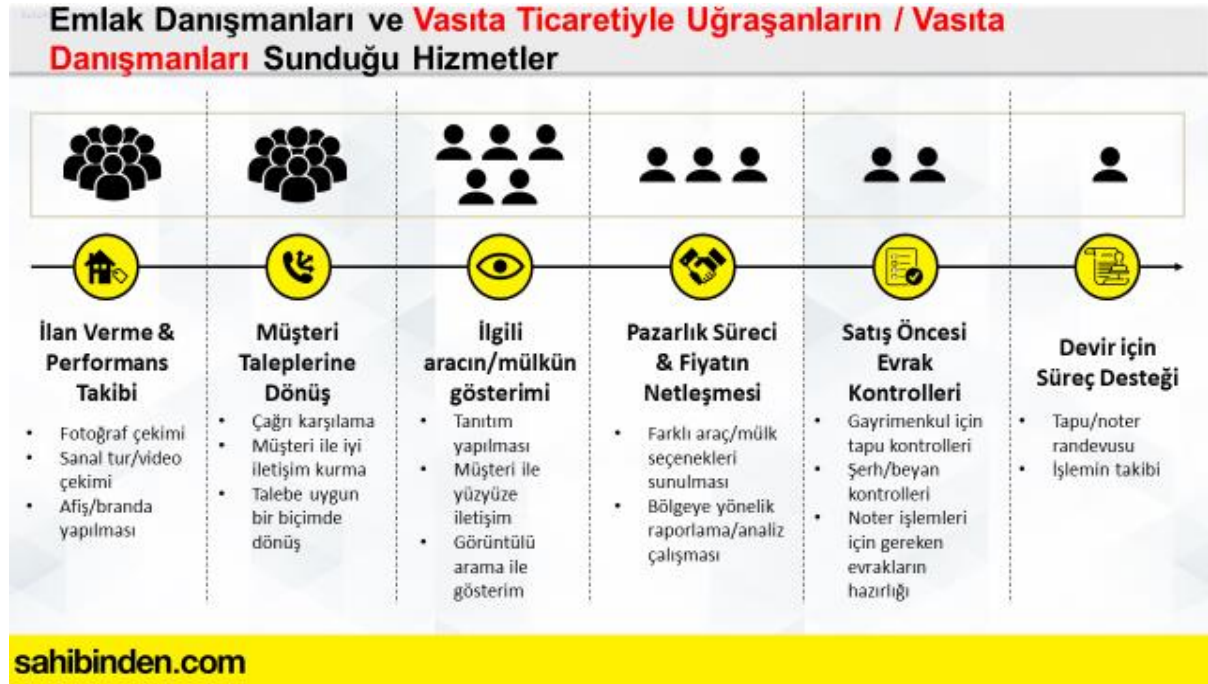 Emlak Danışmanları ve Vasıta Ticaretiyle Uğraşanların / Vasıta
Danışmanları Sunduğu Hizmetler
İlan Verme &
Performans
Takibi
• Fotoğraf çekimi
• Sanal tur/video
çekimi
• Afiş/branda
yapılması
Müşteri
Taleplerine
Dönüş
• Çağrı karşılama
• Müşteri ile iyi
iletişim kurma
• Talebe uygun
bir biçimde
dönüş
İlgili
aracın/mülkün
gösterimi
• Tanıtım
yapılması
• Müşteri ile
yüzyüze
iletişim
• Görüntülü
arama ile
gösterim
Pazarlık Süreci
& Fiyatın
Netleşmesi
• Farklı araç/mülk
seçenekleri
sunulması
• Bölgeye yönelik
raporlama/analiz
çalışması
Satış Öncesi
Evrak
Kontrolleri
• Gayrimenkul için
tapu kontrolleri
• Şerh/beyan
kontrolleri
• Noter işlemleri
için gereken
evrakların
hazırlığı
Devir için
Süreç Desteği
• Tapu/noter
randevusu
• İşlemin takibi
sahibinden.com